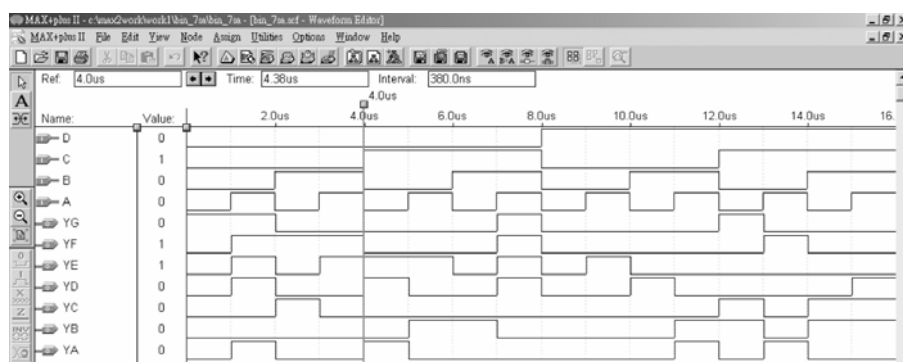 MAX+plus II - c:\max2work\work1\bin_7sa\bin_7sa - [bin_7sa.scf - Waveform Editor]
MAX+plus II File Edit View Node Assign Utilities Options Window Help
Ref: 4.0us Time: 4.38us Interval: 380.0ns
4.0us
Name: Value: 2.0us 4.0us 6.0us 8.0us 10.0us 12.0us 14.0us 16.
D 0
C 1
B 0
A 0
YG 0
YF 1
YE 1
YD 0
YC 0
YB 0
YA 0